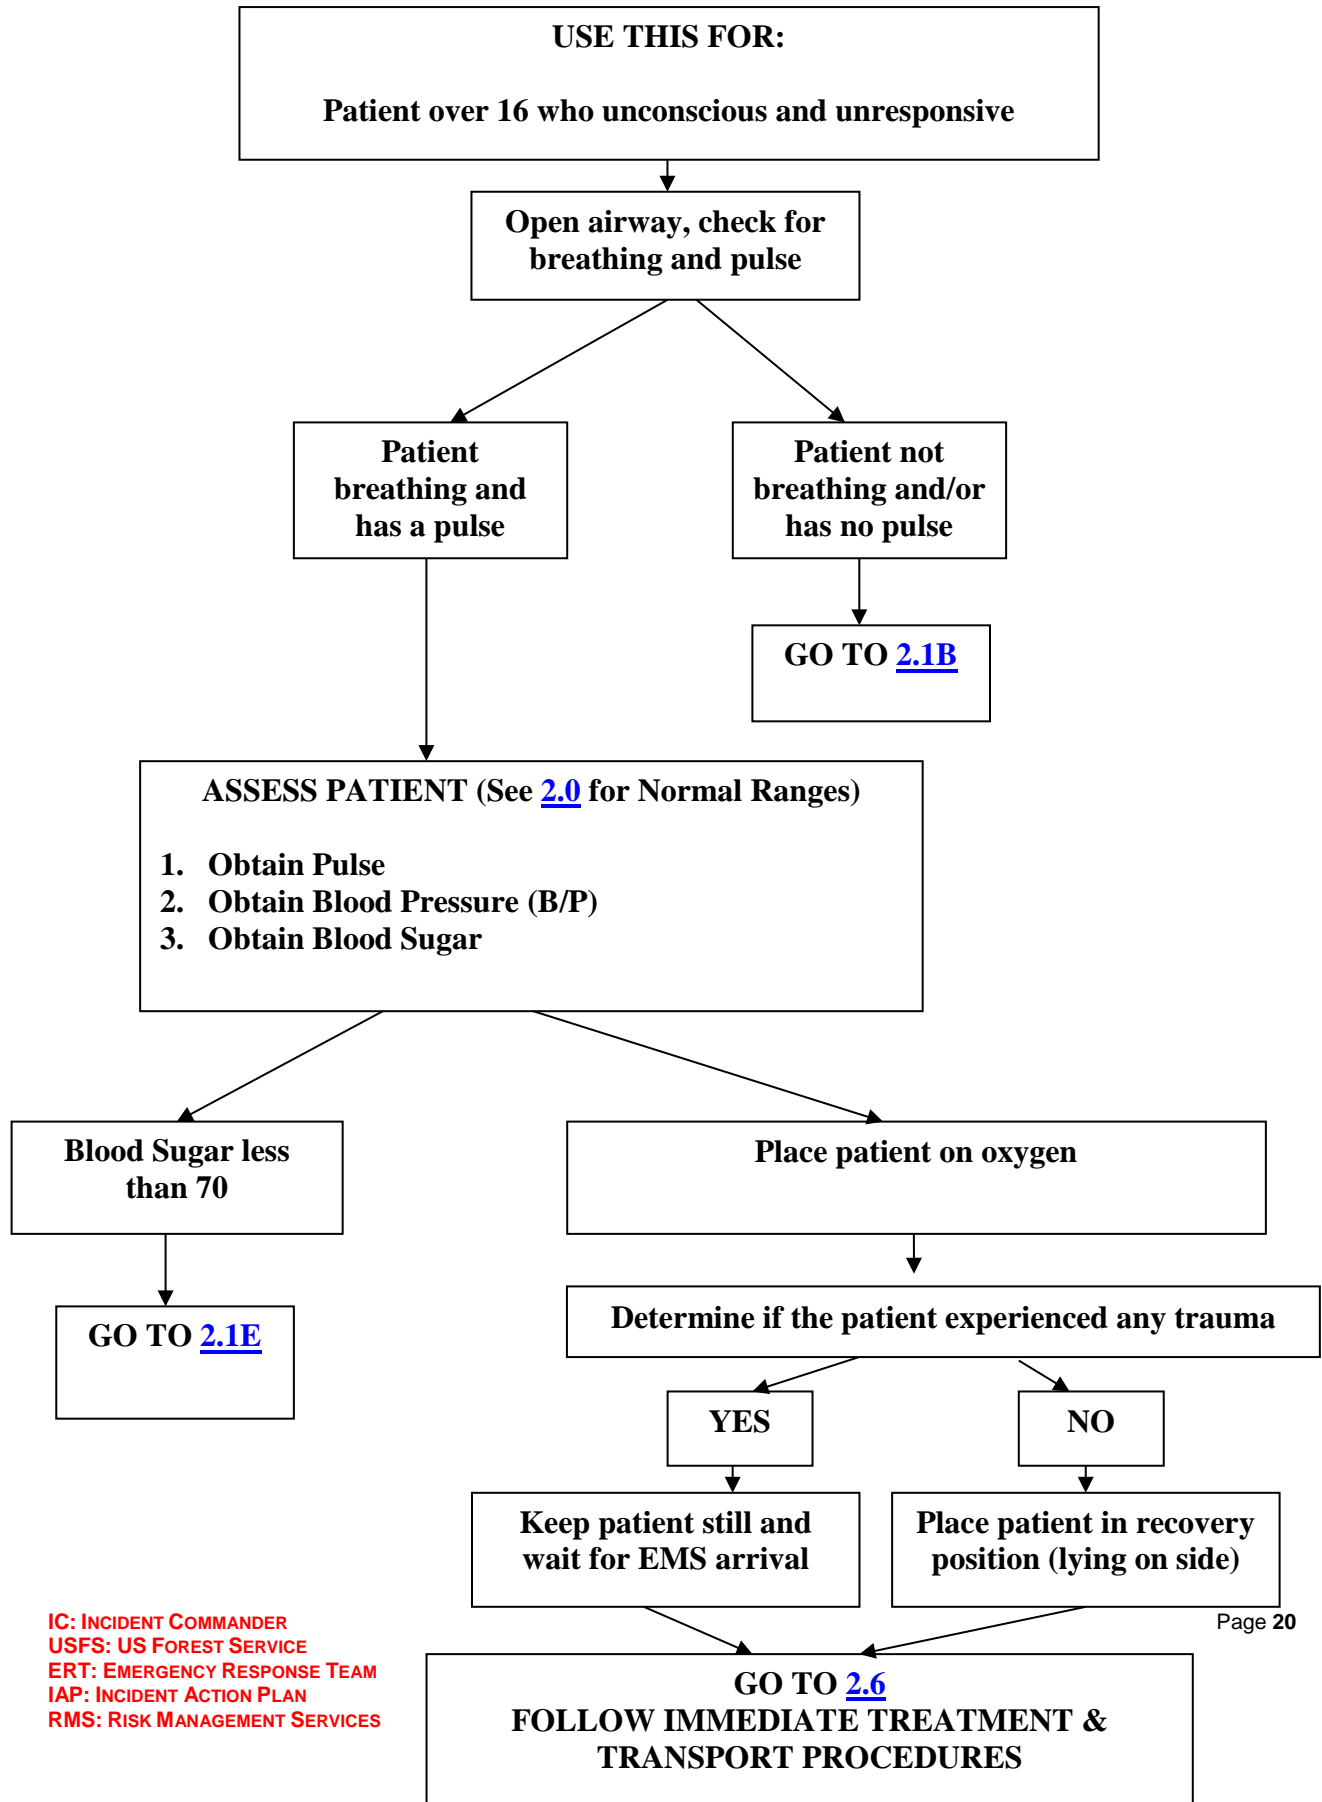 USE THIS FOR:
Patient over 16 who unconscious and unresponsive
Open airway, check for
breathing and pulse
Patient
breathing and
has a pulse
Patient not
breathing and/or
has no pulse
GO TO 2.1B
ASSESS PATIENT (See 2.0 for Normal Ranges)
1. Obtain Pulse
2. Obtain Blood Pressure (B/P)
3. Obtain Blood Sugar
Blood Sugar less
than 70
Place patient on oxygen
GO TO 2.1E
Determine if the patient experienced any trauma
YES
NO
Keep patient still and
wait for EMS arrival
Place patient in recovery
position (lying on side)
IC: INCIDENT COMMANDER
USFS: US FOREST SERVICE
ERT: EMERGENCY RESPONSE TEAM
IAP: INCIDENT ACTION PLAN
RMS: RISK MANAGEMENT SERVICES
Page 20
GO TO 2.6
FOLLOW IMMEDIATE TREATMENT &
TRANSPORT PROCEDURES